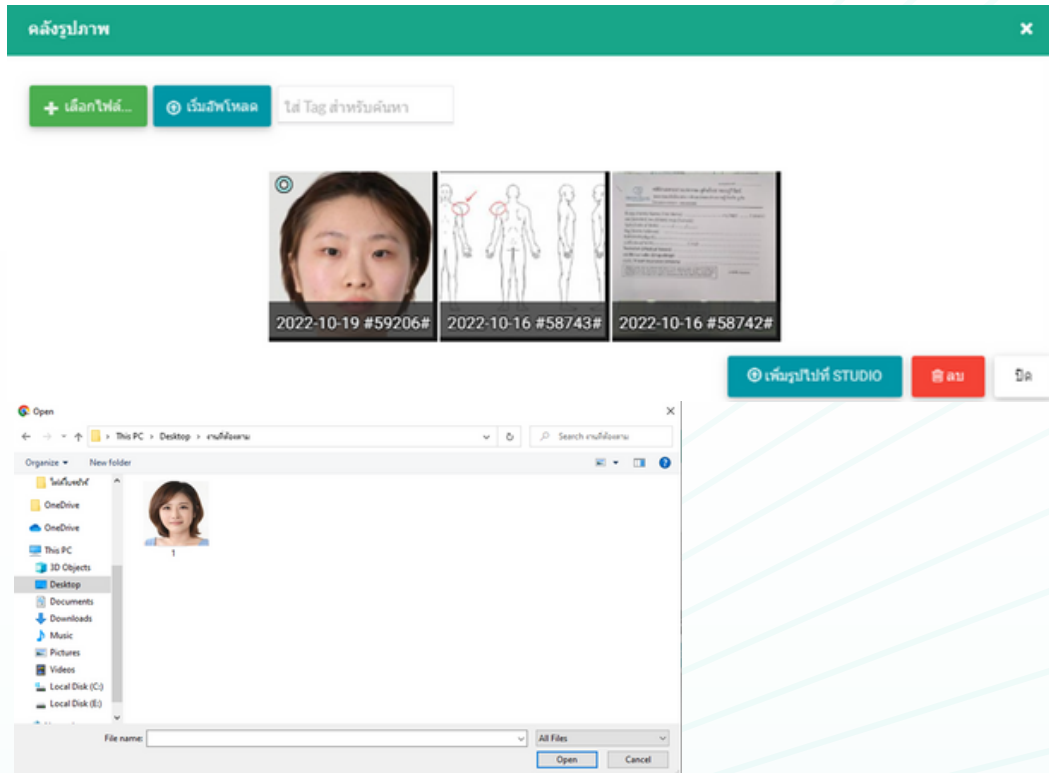 คลังรูปภาพ
เลือกไฟล์...
เริ่มอัพโหลด
ใส่ Tag สำหรับค้นหา
2022-10-19 #59206#
2022-10-16 #58743#
2022-10-16 #58742#
เพิ่มรูปไปที่ STUDIO
ลบ
ปิด
Open
This PC > Desktop >
Search
Organize
New folder
OneDrive
OneDrive
This PC
3D Objects
Desktop
Documents
Downloads
Music
Pictures
Videos
Local Disk (C:)
Local Disk (E:)
1
File name:
All Files
Open
Cancel